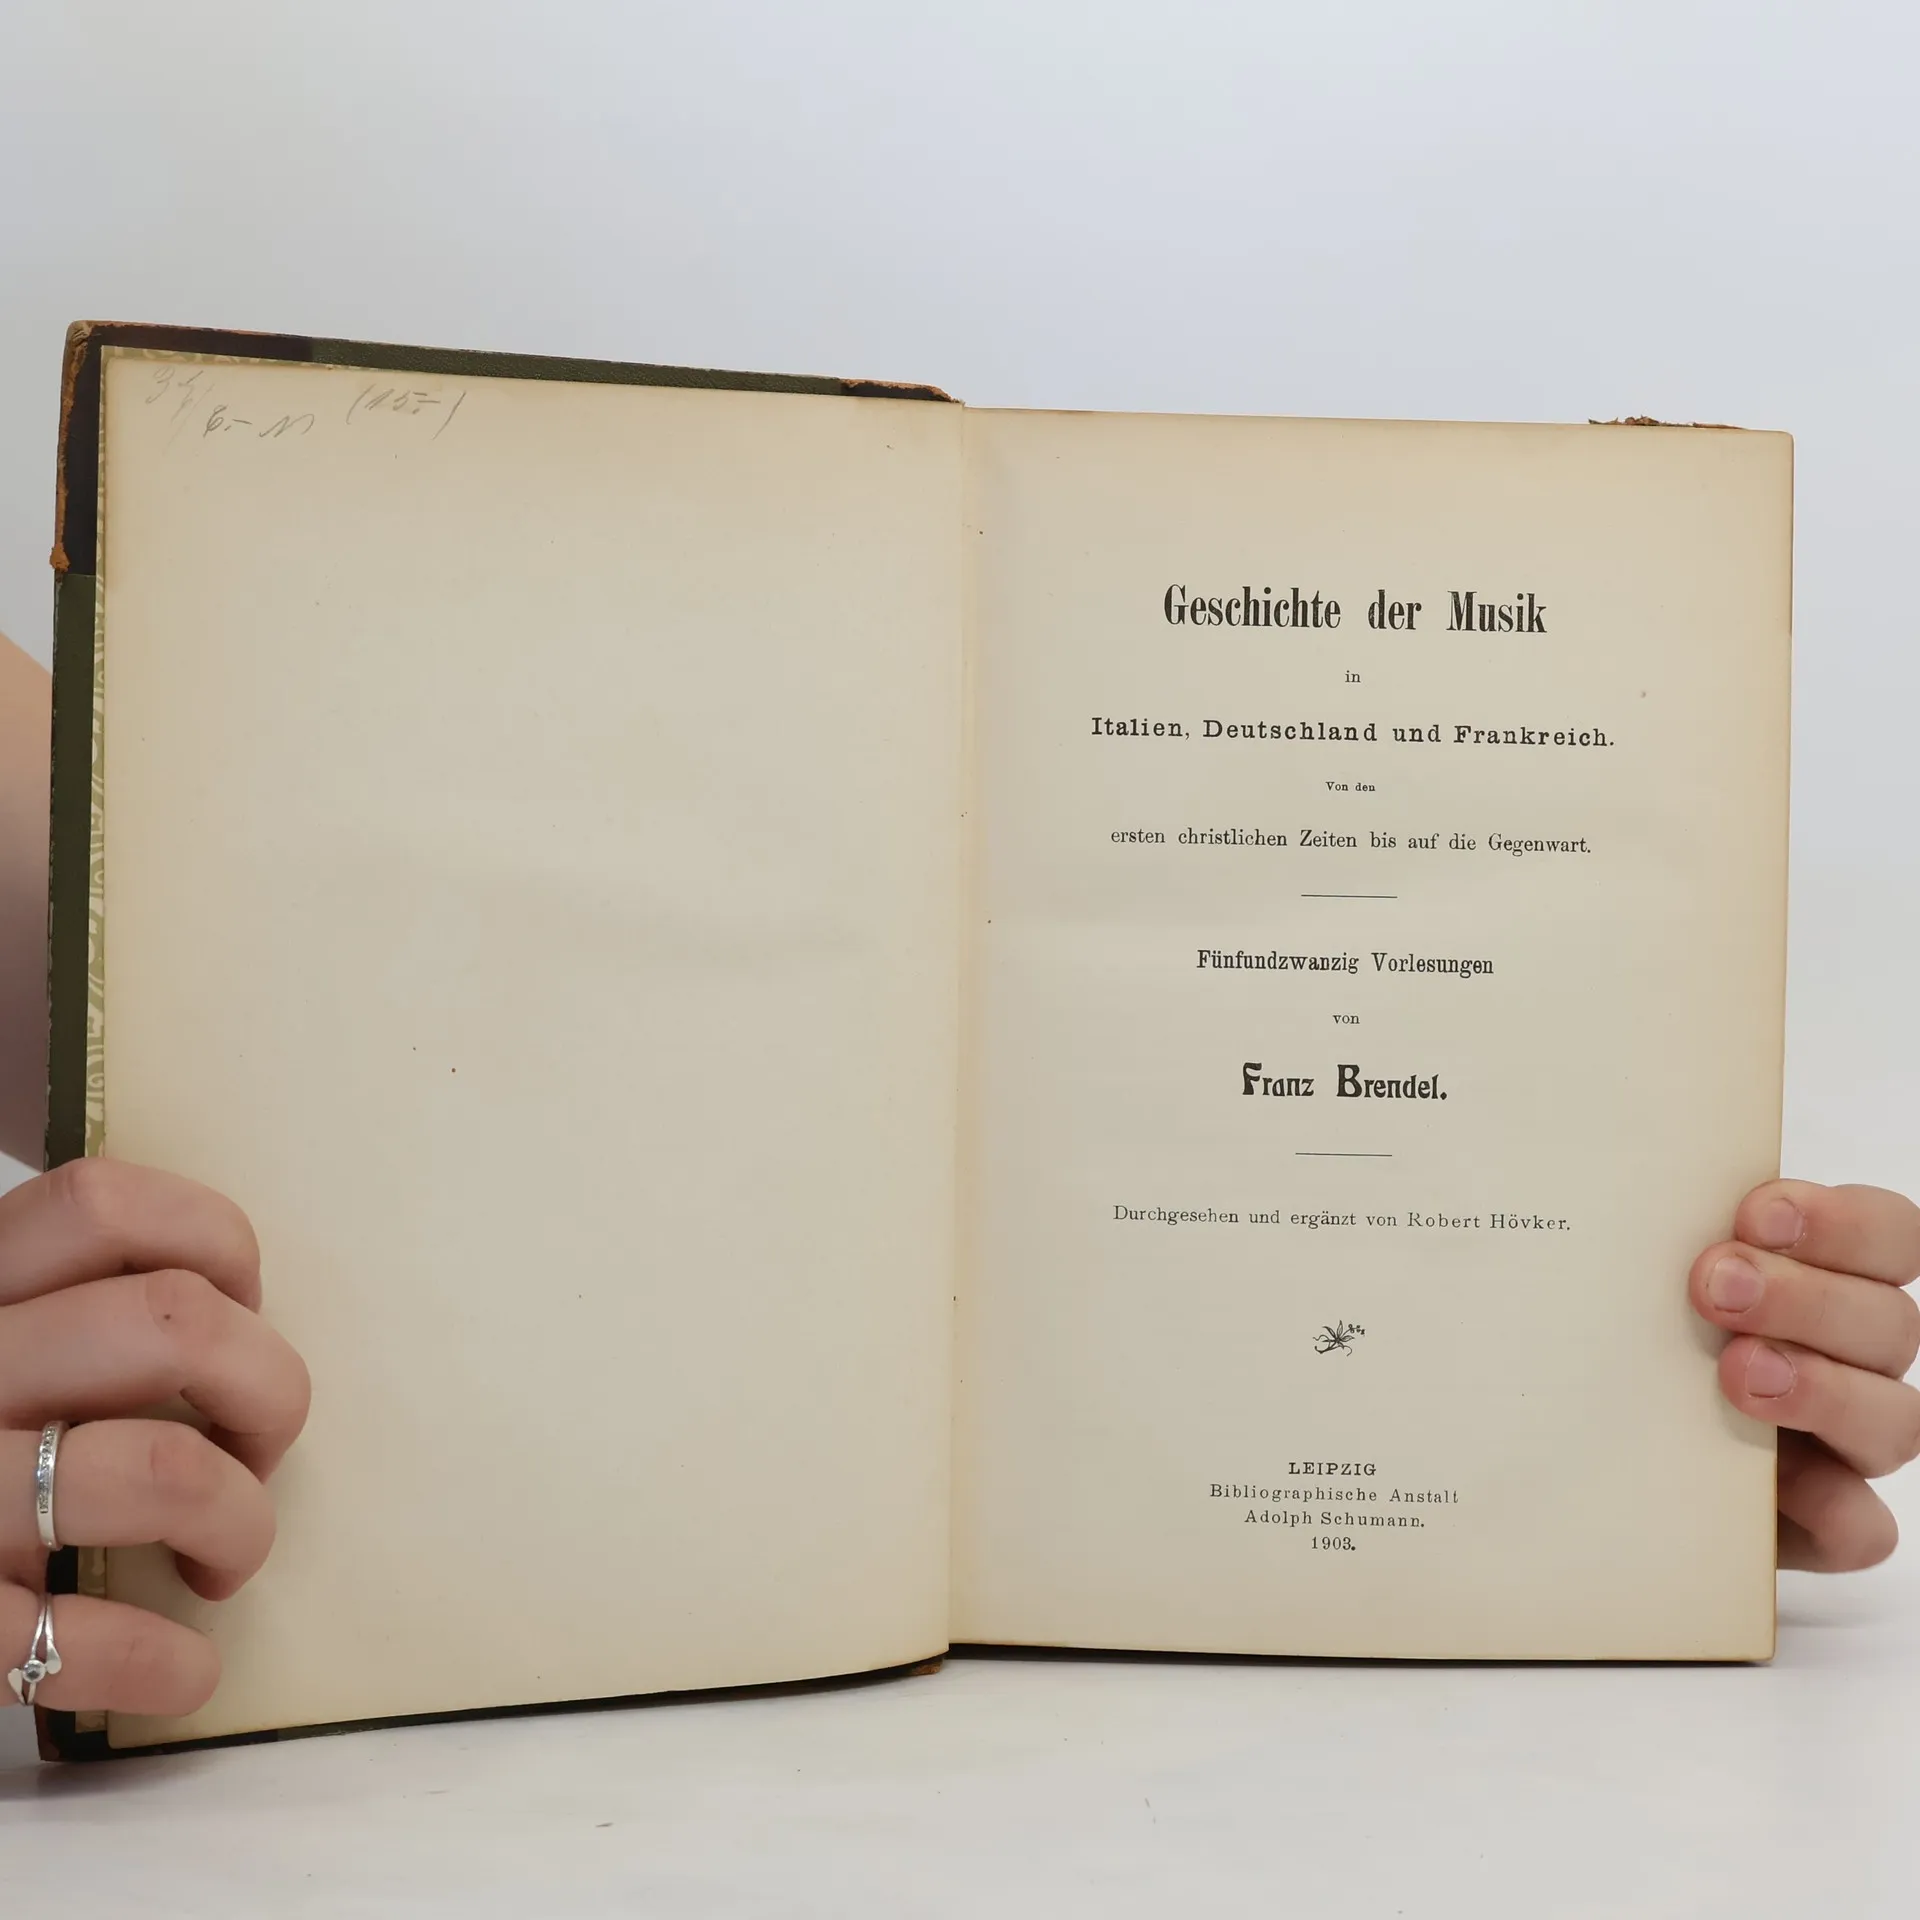 (15.-)
Geschichte der Musik
in
Italien, Deutschland und Frankreich.
Von den
ersten christlichen Zeiten bis auf die Gegenwart.
Fünfundzwanzig Vorlesungen
von
Franz Brendel.
Durchgesehen und ergänzt von Robert Hövker.
LEIPZIG
Bibliographische Anstalt
Adolph Schumann.
1903.